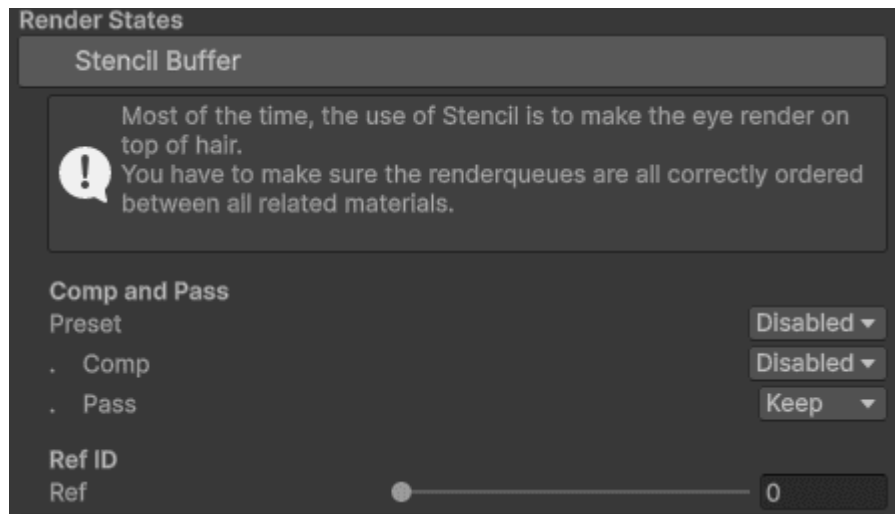 Render States
Stencil Buffer
Most of the time, the use of Stencil is to make the eye render on
top of hair.
You have to make sure the renderqueues are all correctly ordered
between all related materials.
Comp and Pass
Preset Disabled
. Comp Disabled
. Pass Keep
Ref ID
Ref 0